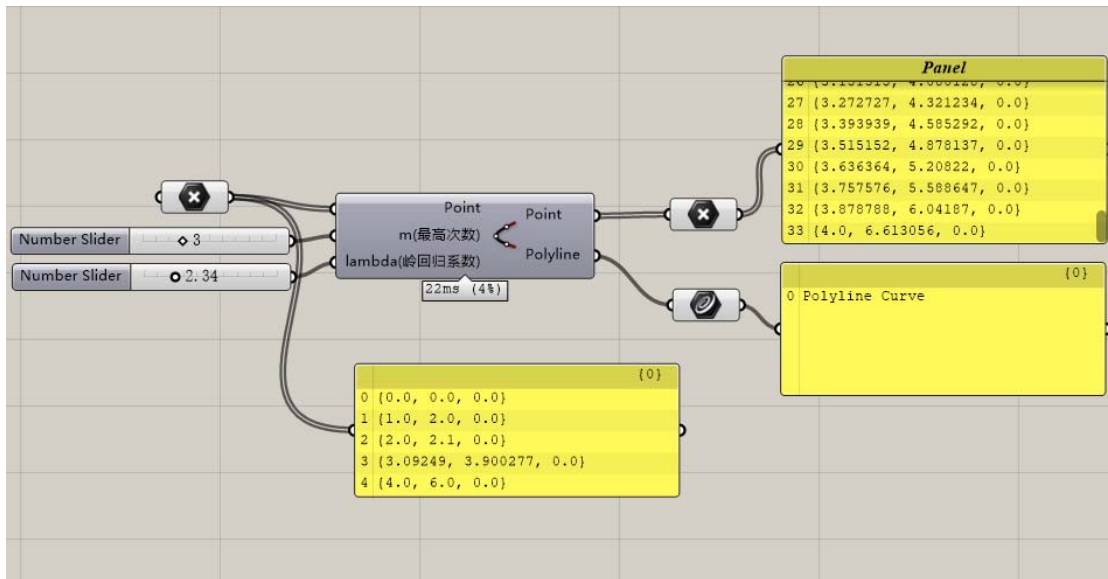 Panel
27 {3.272727, 4.321234, 0.0}
28 {3.393939, 4.585292, 0.0}
29 {3.515152, 4.878137, 0.0}
30 {3.636364, 5.20822, 0.0}
31 {3.757576, 5.588647, 0.0}
32 {3.878788, 6.04187, 0.0}
33 {4.0, 6.613056, 0.0}
Point
m(最高次数)
lambda(岭回归系数)
Point
Polyline
22ms (4%)
Number Slider 3
Number Slider 2.34
{0}
0 Polyline Curve
{0}
0 {0.0, 0.0, 0.0}
1 {1.0, 2.0, 0.0}
2 {2.0, 2.1, 0.0}
3 {3.09249, 3.900277, 0.0}
4 {4.0, 6.0, 0.0}